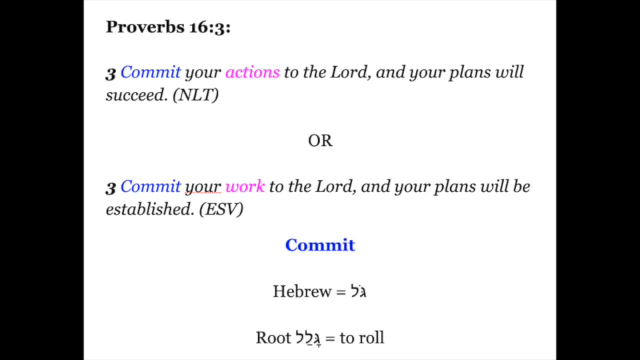 Proverbs 16:3:
3 Commit your actions to the Lord, and your plans will
succeed. (NLT)
OR
3 Commit your work to the Lord, and your plans will be
established. (ESV)
Commit
Hebrew = גֹּל
Root גָּלַל = to roll